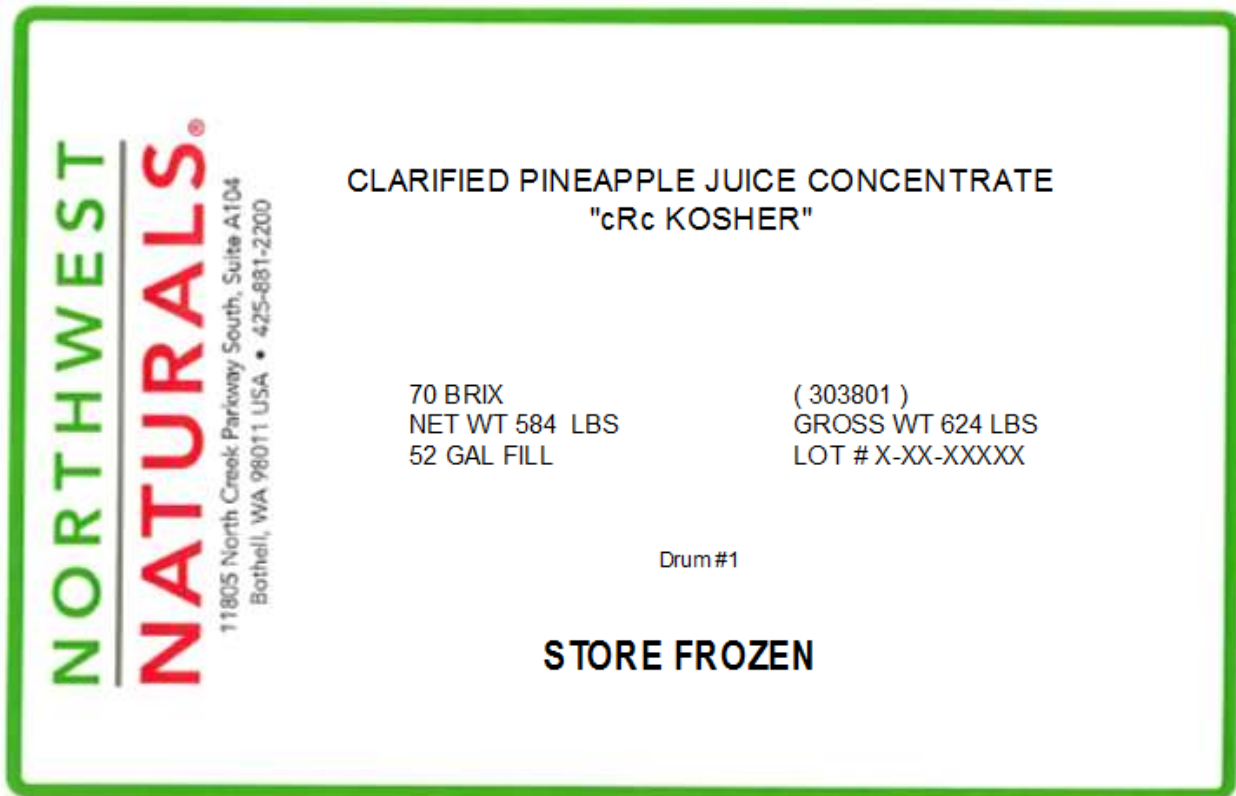 NORTHWEST
NATURALS®
11805 North Creek Parkway South, Suite A104
Bothell, WA 98011 USA • 425-881-2200
CLARIFIED PINEAPPLE JUICE CONCENTRATE
"cRc KOSHER"
70 BRIX ( 303801 )
NET WT 584 LBS GROSS WT 624 LBS
52 GAL FILL LOT # X-XX-XXXXX
Drum #1
STORE FROZEN